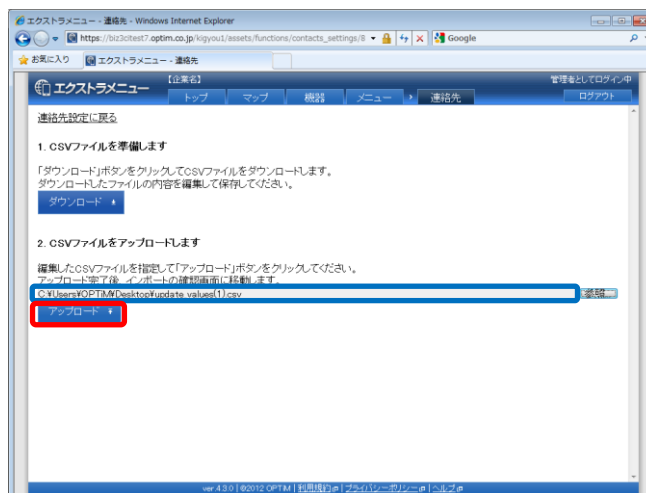 エクストラメニュー - 連絡先 - Windows Internet Explorer
https://biz3citest7.optim.co.jp/kigyou1/assets/functions/contacts_settings/8
Google
お気に入り
エクストラメニュー - 連絡先
エクストラメニュー
【企業名】
管理者としてログイン中
トップ
マップ
機器
メニュー
連絡先
ログアウト
連絡先設定に戻る
1. CSVファイルを準備します
「ダウンロード」ボタンをクリックしてCSVファイルをダウンロードします。
ダウンロードしたファイルの内容を編集して保存してください。
ダウンロード
2. CSVファイルをアップロードします
編集したCSVファイルを指定して「アップロード」ボタンをクリックしてください。
アップロード完了後、インポートの確認画面に移動します。
C:¥Users¥OPTiM¥Desktop¥update_values(1).csv
参照...
アップロード
ver.4.3.0 | ©2012 OPTiM | 利用規約 | プライバシーポリシー | ヘルプ